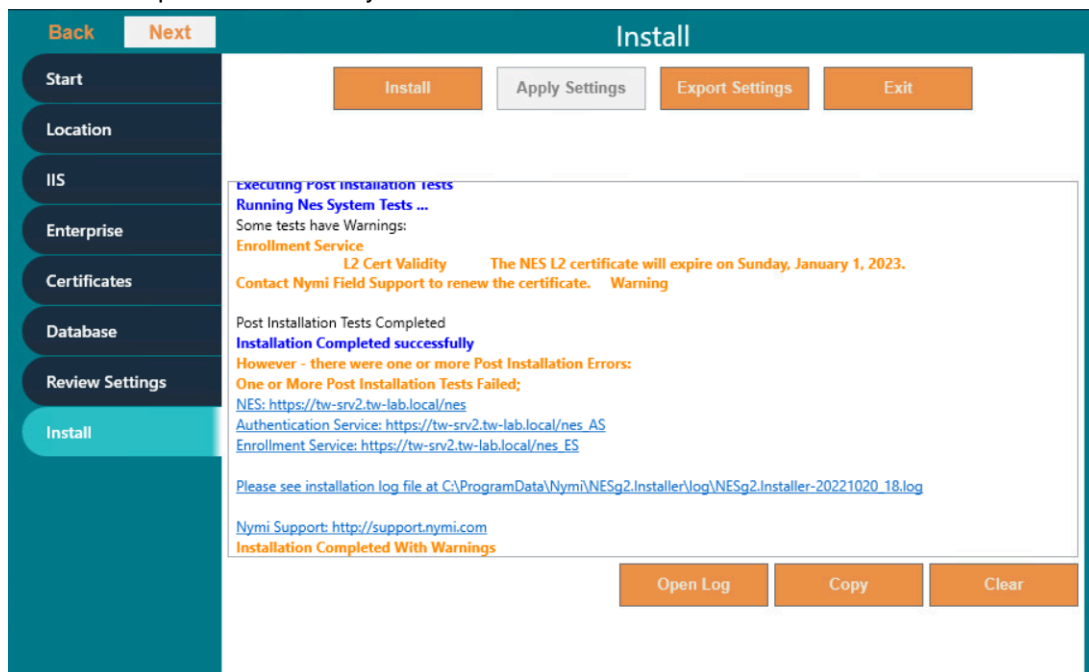 Back Next Install
Start
Install Apply Settings Export Settings Exit
Location
IIS
Enterprise
Certificates
Database
Review Settings
Install
Executing Post Installation Tests
Running Nes System Tests ...
Some tests have Warnings:
Enrollment Service
L2 Cert Validity The NES L2 certificate will expire on Sunday, January 1, 2023.
Contact Nymi Field Support to renew the certificate. Warning
Post Installation Tests Completed
Installation Completed successfully
However - there were one or more Post Installation Errors:
One or More Post Installation Tests Failed;
NES: https://tw-srv2.tw-lab.local/nes
Authentication Service: https://tw-srv2.tw-lab.local/nes_AS
Enrollment Service: https://tw-srv2.tw-lab.local/nes_ES
Please see installation log file at C:\ProgramData\Nymi\NESg2.Installer\log\NESg2.Installer-20221020_18.log
Nymi Support: http://support.nymi.com
Installation Completed With Warnings
Open Log Copy Clear